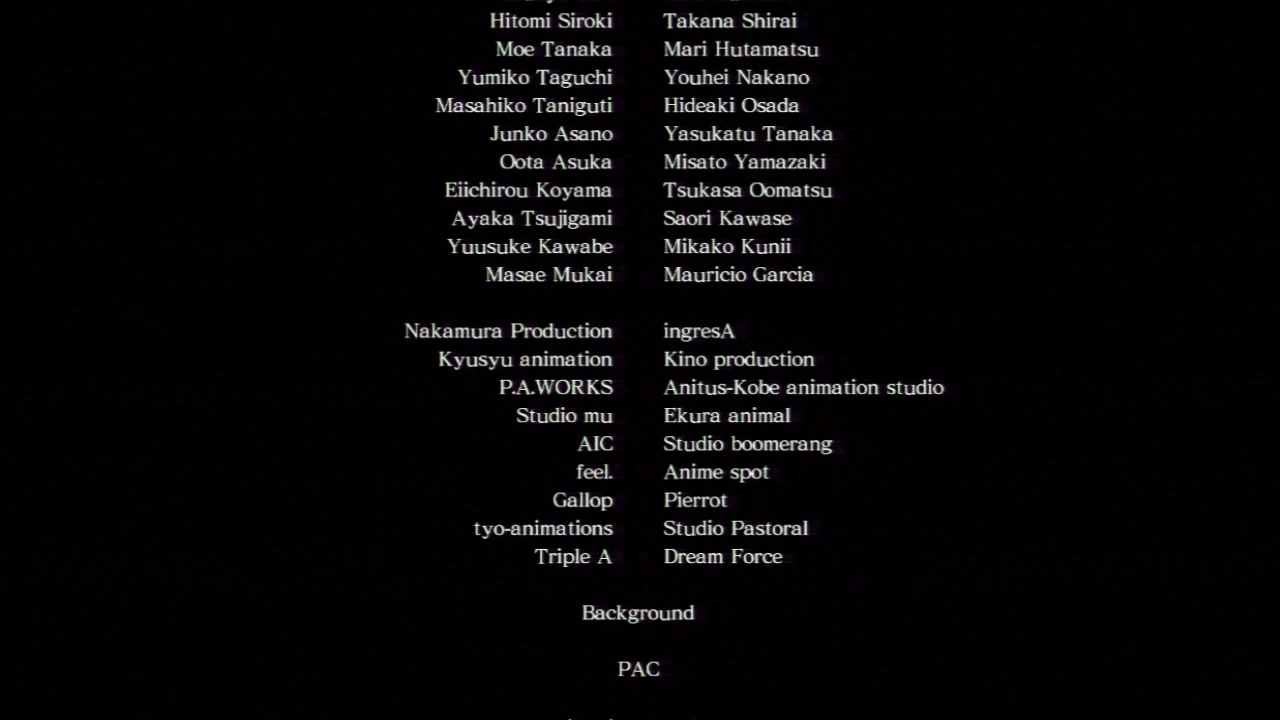 Hitomi Siroki Takana Shirai
Moe Tanaka Mari Hutamatsu
Yumiko Taguchi Youhei Nakano
Masahiko Taniguti Hideaki Osada
Junko Asano Yasukatu Tanaka
Oota Asuka Misato Yamazaki
Eiichirou Koyama Tsukasa Oomatsu
Ayaka Tsujigami Saori Kawase
Yuusuke Kawabe Mikako Kunii
Masae Mukai Mauricio Garcia
Nakamura Production ingresA
Kyusyu animation Kino production
P.A.WORKS Anitus-Kobe animation studio
Studio mu Ekura animal
AIC Studio boomerang
feel. Anime spot
Gallop Pierrot
tyo-animations Studio Pastoral
Triple A Dream Force
Background
PAC